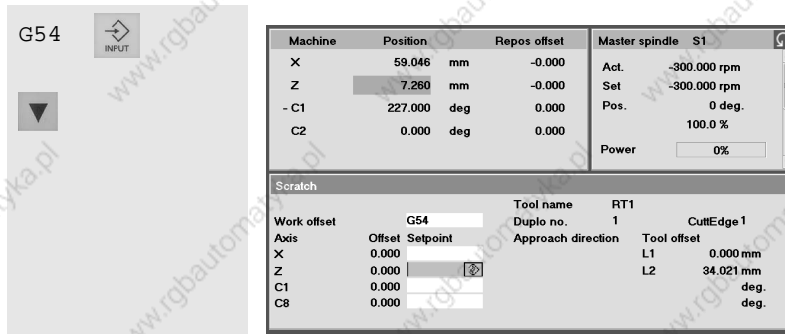 G54
INPUT
Machine Position Repos offset
X 59.046 mm -0.000
Z 7.260 mm -0.000
- C1 227.000 deg 0.000
C2 0.000 deg 0.000
Master spindle S1
Act. -300.000 rpm
Set -300.000 rpm
Pos. 0 deg.
100.0 %
Power 0%
Scratch
Tool name RT1
Work offset G54 Duplo no. 1 CuttEdge 1
Axis Offset Setpoint Approach direction Tool offset
X 0.000 L1 0.000 mm
Z 0.000 L2 34.021 mm
C1 0.000 deg.
C8 0.000 deg.
www.rgbautomatyka.pl